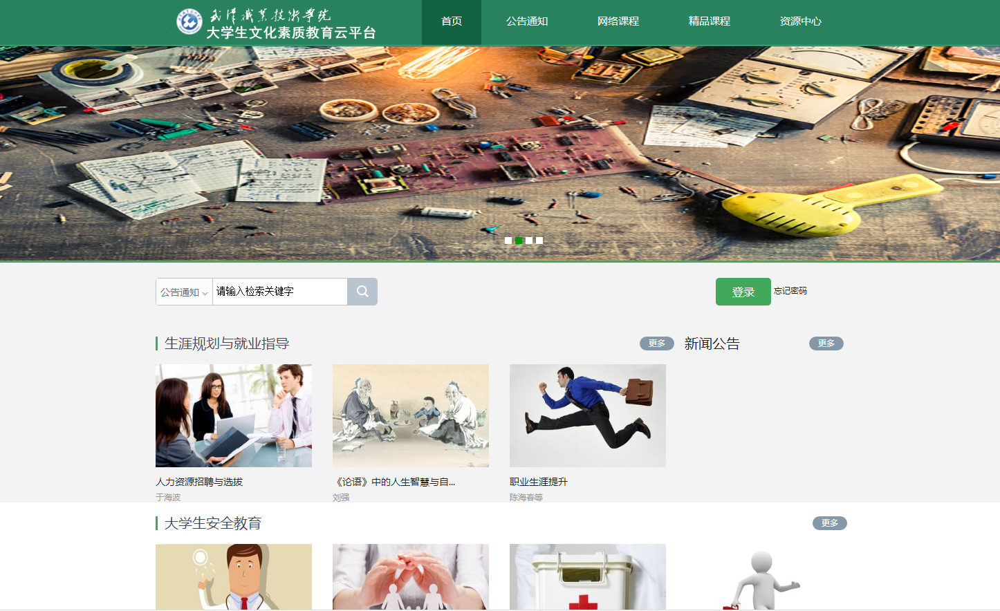 武汉职业技术学院
大学生文化素质教育云平台
首页
公告通知
网络课程
精品课程
资源中心
公告通知
请输入检索关键字
登录
忘记密码
生涯规划与就业指导
更多
新闻公告
更多
人力资源招聘与选拔
于海波
《论语》中的人生智慧与自...
刘强
职业生涯提升
陈海春等
大学生安全教育
更多